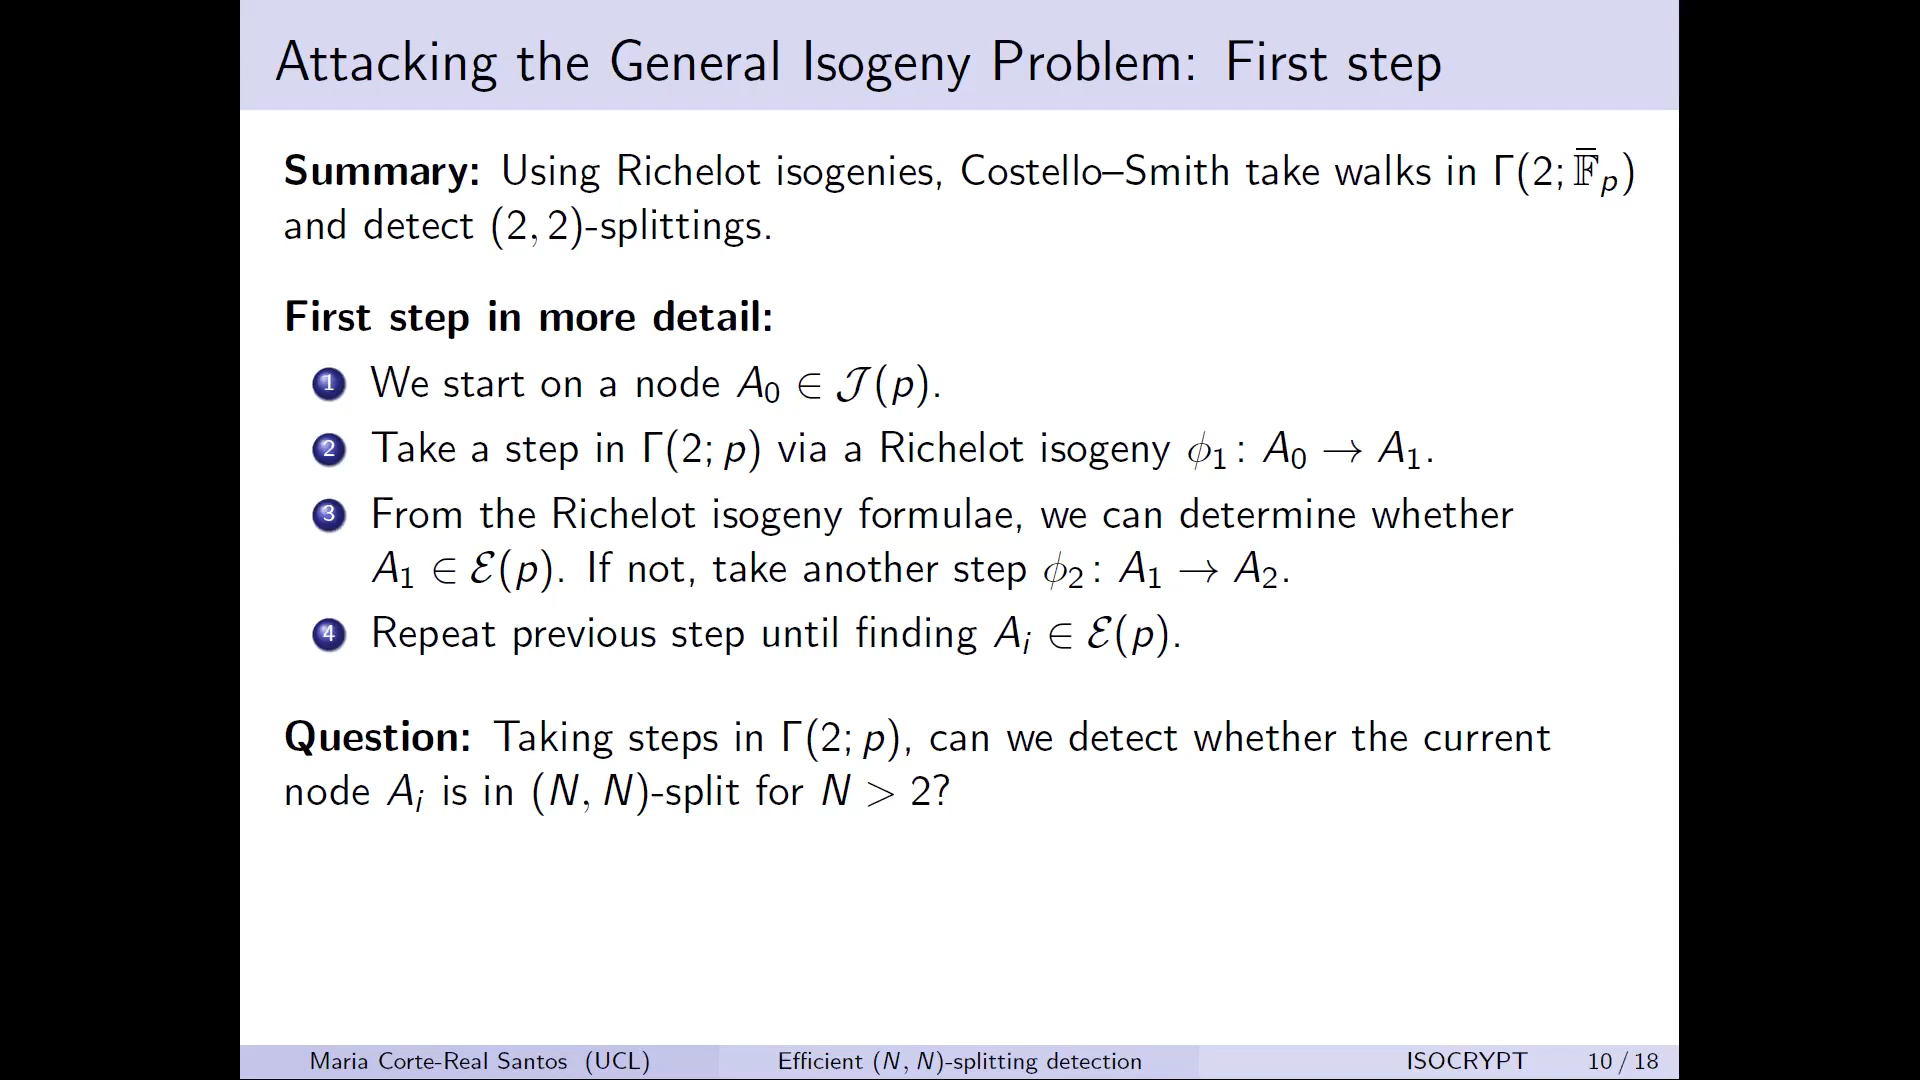 Attacking the General Isogeny Problem: First step
Summary: Using Richelot isogenies, Costello–Smith take walks in Γ(2; F̅ₚ)
and detect (2, 2)-splittings.
First step in more detail:
1 We start on a node A₀ ∈ 𝒥(p).
2 Take a step in Γ(2; p) via a Richelot isogeny ϕ₁: A₀ → A₁.
3 From the Richelot isogeny formulae, we can determine whether
A₁ ∈ ℰ(p). If not, take another step ϕ₂: A₁ → A₂.
4 Repeat previous step until finding Aᵢ ∈ ℰ(p).
Question: Taking steps in Γ(2; p), can we detect whether the current
node Aᵢ is in (N, N)-split for N > 2?
Maria Corte-Real Santos (UCL) Efficient (N, N)-splitting detection ISOCRYPT 10 / 18